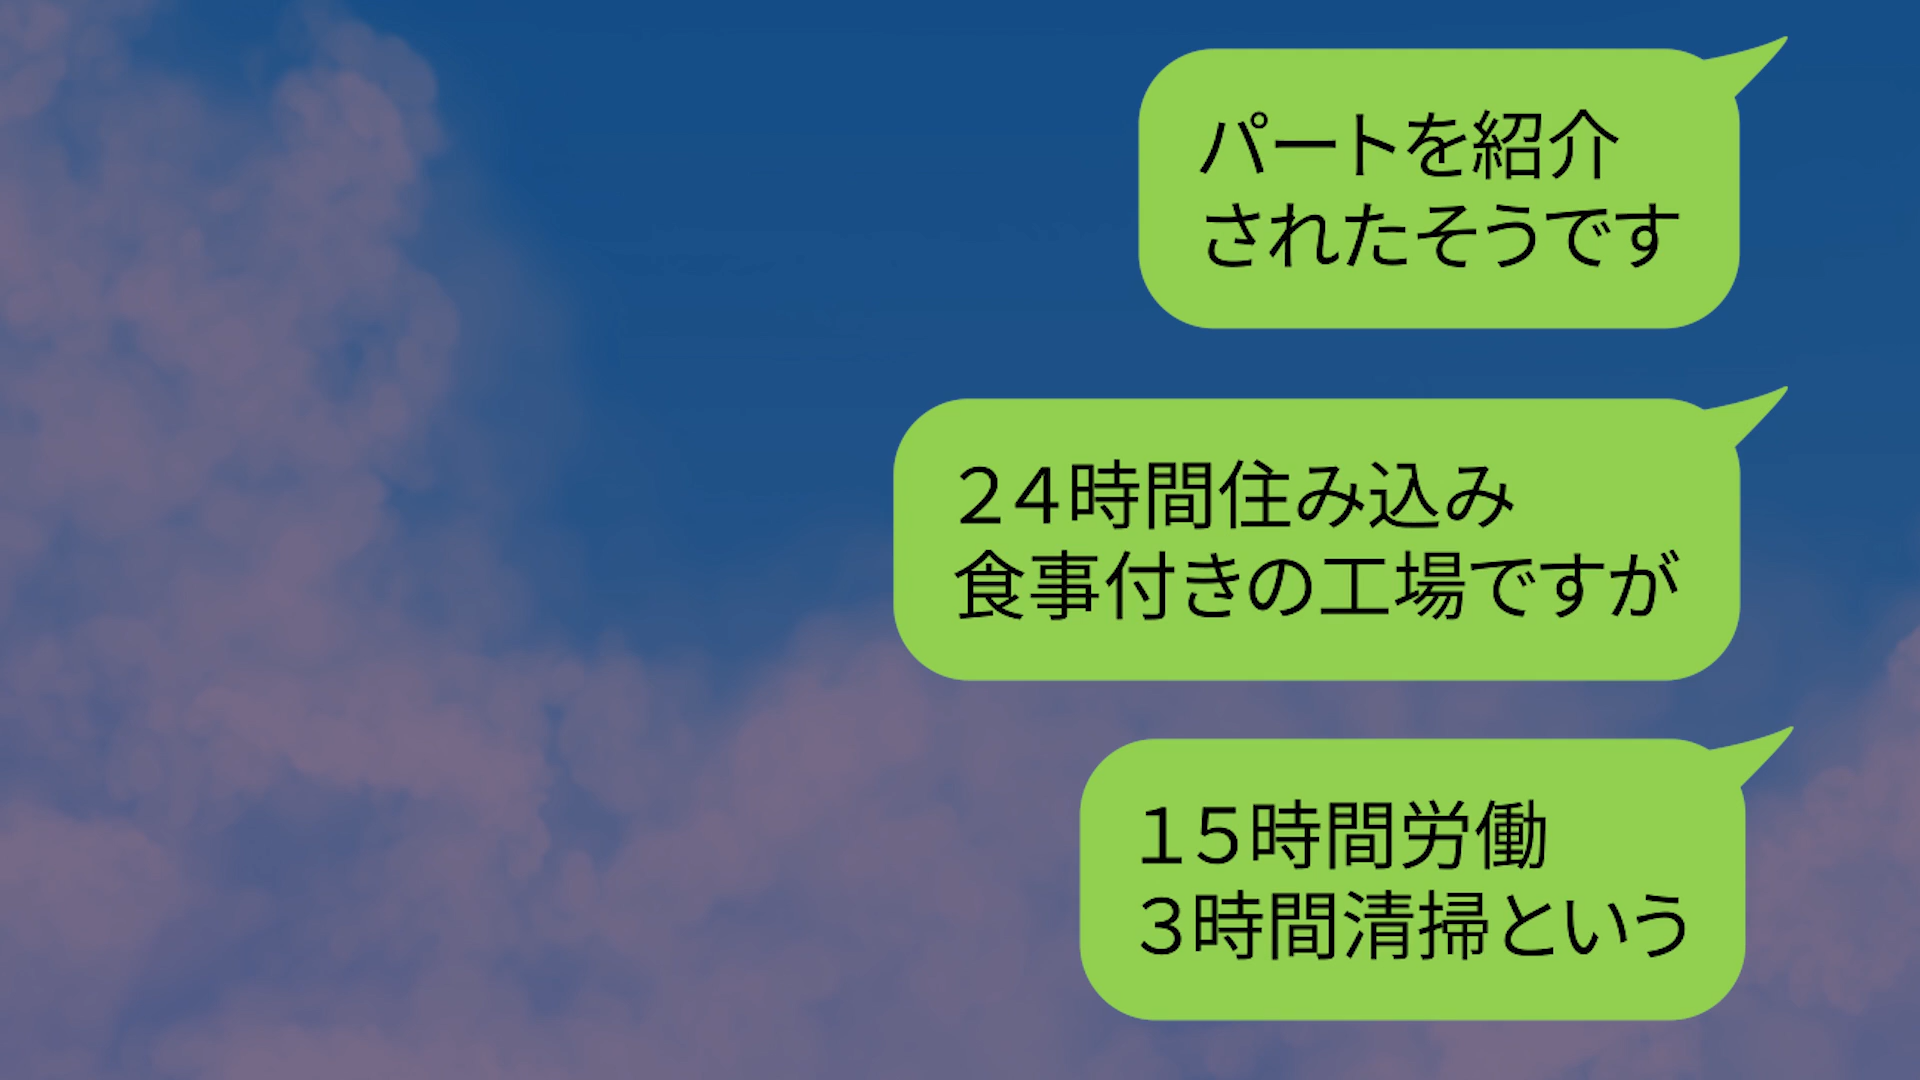 パートを紹介
されたそうです
２４時間住み込み
食事付きの工場ですが
１５時間労働
３時間清掃という